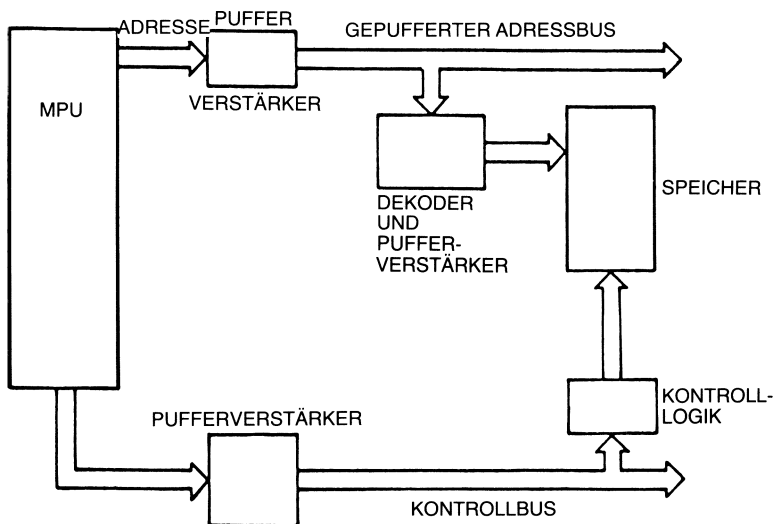 ADRESSE
PUFFER
VERSTÄRKER
GEPUFFERTER ADRESSBUS
MPU
DEKODER
UND
PUFFER-
VERSTÄRKER
SPEICHER
KONTROLL-
LOGIK
PUFFERVERSTÄRKER
KONTROLLBUS